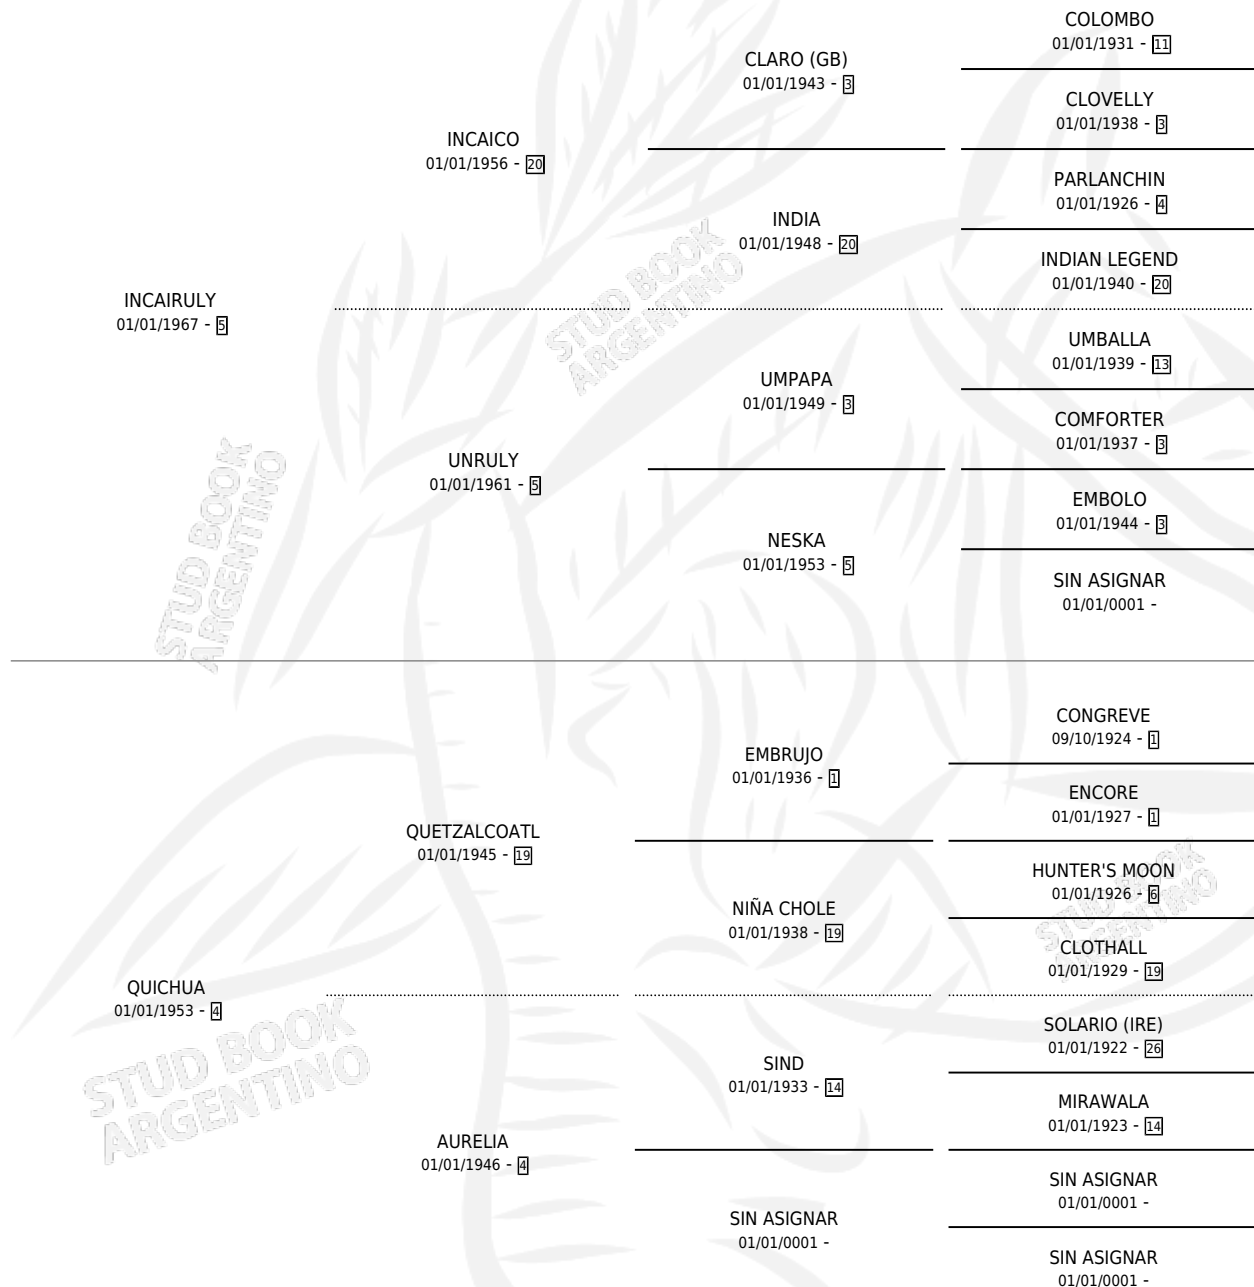 COLOMBO
01/01/1931 - 11
CLARO (GB)
01/01/1943 - 3
CLOVELLY
01/01/1938 - 3
INCAICO
01/01/1956 - 20
PARLANCHIN
01/01/1926 - 4
INDIA
01/01/1948 - 20
INDIAN LEGEND
01/01/1940 - 20
INCAIRULY
01/01/1967 - 5
STUD BOOK
ARGENTINO
UMBALLA
01/01/1939 - 13
UMPAPA
01/01/1949 - 3
COMFORTER
01/01/1937 - 3
UNRULY
01/01/1961 - 5
EMBOLO
01/01/1944 - 3
NESKA
01/01/1953 - 5
SIN ASIGNAR
01/01/0001 -
STUD BOOK
ARGENTINO
CONGREVE
09/10/1924 - 1
EMBRUJO
01/01/1936 - 1
ENCORE
01/01/1927 - 1
QUETZALCOATL
01/01/1945 - 19
HUNTER'S MOON
01/01/1926 - 6
NIÑA CHOLE
01/01/1938 - 19
STUD BOOK
ARGENTINO
CLOTHALL
01/01/1929 - 19
QUICHUA
01/01/1953 - 4
SOLARIO (IRE)
01/01/1922 - 26
STUD BOOK
ARGENTINO
SIND
01/01/1933 - 14
MIRAWALA
01/01/1923 - 14
AURELIA
01/01/1946 - 4
SIN ASIGNAR
01/01/0001 -
SIN ASIGNAR
01/01/0001 -
SIN ASIGNAR
01/01/0001 -